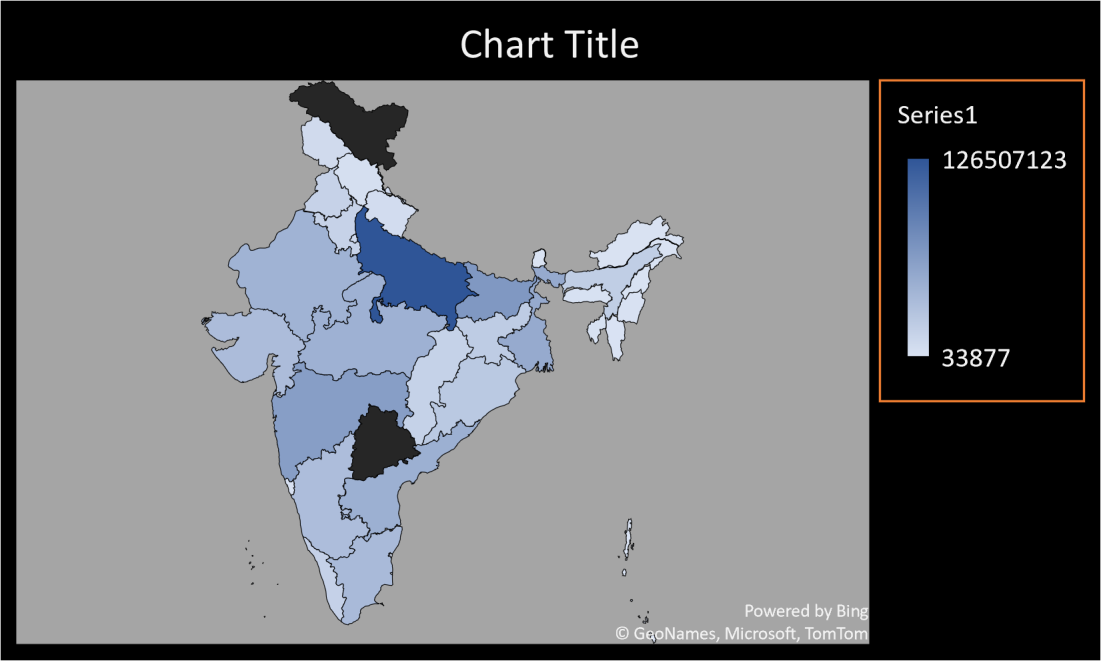 Chart Title
Series1
126507123
33877
Powered by Bing
© GeoNames, Microsoft, TomTom